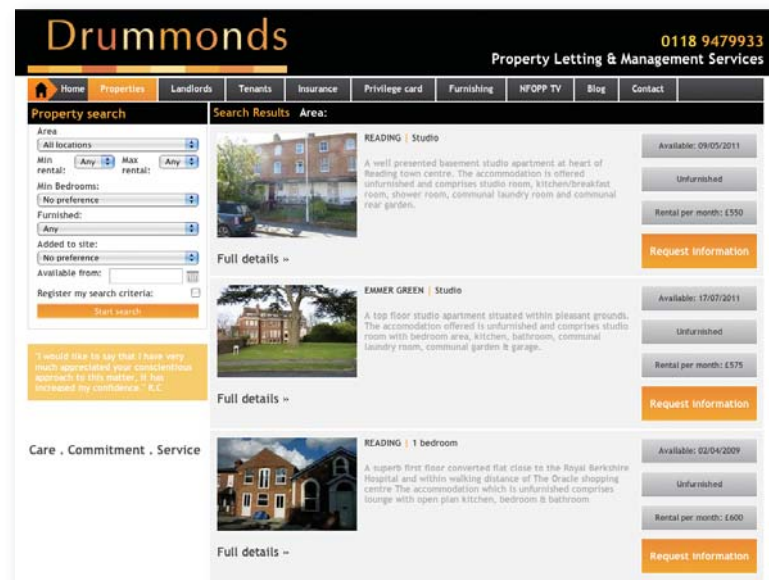 Drummonds
0118 9479933
Property Letting & Management Services
Home Properties Landlords Tenants Insurance Privilege card Furnishing NFOPP TV Blog Contact
Property search
Area
All locations
Min rental: Any Max rental: Any
Min Bedrooms:
No preference
Furnished:
Any
Added to site:
No preference
Available from:
Register my search criteria:
Start search
"I would like to say that I have very
much appreciated your conscientious
approach to this matter, it has
increased my confidence." R.C
Care . Commitment . Service
Search Results Area:
READING | Studio
A well presented basement studio apartment at heart of
Reading town centre. The accommodation is offered
unfurnished and comprises studio room, kitchen/breakfast
room, shower room, communal laundry room and communal
rear garden.
Full details »
Available: 09/05/2011
Unfurnished
Rental per month: £550
Request information
EMMER GREEN | Studio
A top floor studio apartment situated within pleasant grounds.
The accomodation offered is unfurnished and comprises studio
room with bedroom area, kitchen, bathroom, communal
laundry room, communal garden & garage.
Full details »
Available: 17/07/2011
Unfurnished
Rental per month: £575
Request information
READING | 1 bedroom
A superb first floor converted flat close to the Royal Berkshire
Hospital and within walking distance of The Oracle shopping
centre The accommodation which is unfurnished comprises
lounge with open plan kitchen, bedroom & bathroom
Full details »
Available: 02/04/2009
Unfurnished
Rental per month: £600
Request information